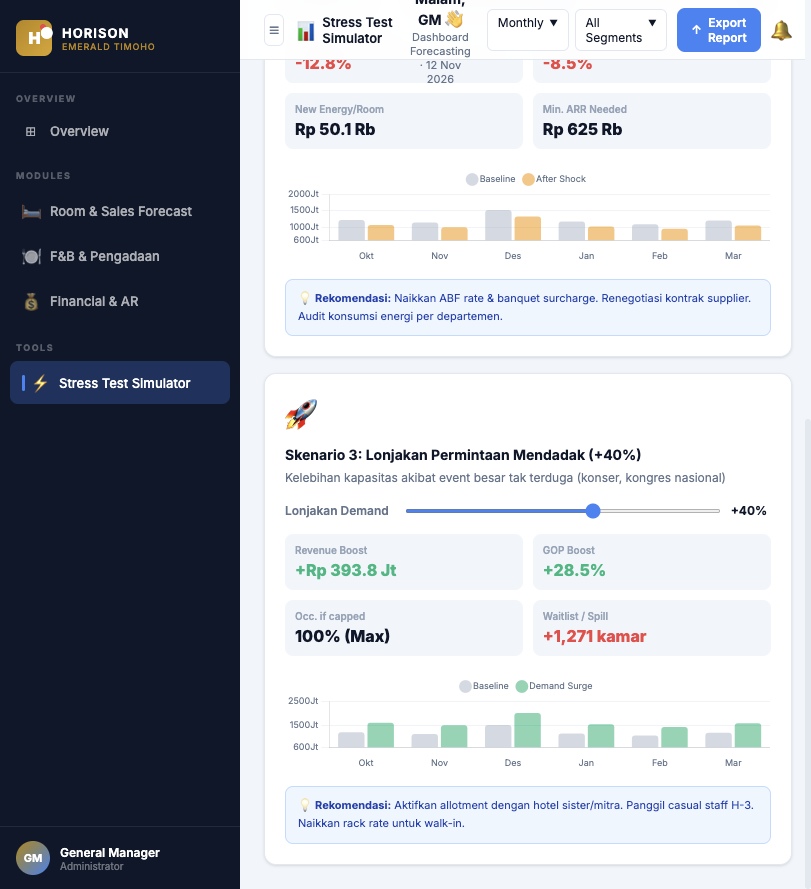 H
HORISON
EMERALD TIMOHO
OVERVIEW
Overview
MODULES
Room & Sales Forecast
F&B & Pengadaan
Financial & AR
TOOLS
Stress Test Simulator
GM
General Manager
Administrator
Stress Test
Simulator
Malam,
GM 👋
Dashboard
Forecasting
· 12 Nov
2026
Monthly ▼
All
Segments ▼
↑ Export
Report
-12.8%
-8.5%
New Energy/Room
Rp 50.1 Rb
Min. ARR Needed
Rp 625 Rb
Baseline After Shock
2000Jt
1500Jt
1000Jt
600Jt
Okt Nov Des Jan Feb Mar
💡 Rekomendasi: Naikkan ABF rate & banquet surcharge. Renegotiasi kontrak supplier.
Audit konsumsi energi per departemen.
Skenario 3: Lonjakan Permintaan Mendadak (+40%)
Kelebihan kapasitas akibat event besar tak terduga (konser, kongres nasional)
Lonjakan Demand +40%
Revenue Boost
+Rp 393.8 Jt
GOP Boost
+28.5%
Occ. if capped
100% (Max)
Waitlist / Spill
+1,271 kamar
Baseline Demand Surge
2500Jt
1500Jt
600Jt
Okt Nov Des Jan Feb Mar
💡 Rekomendasi: Aktifkan allotment dengan hotel sister/mitra. Panggil casual staff H-3.
Naikkan rack rate untuk walk-in.